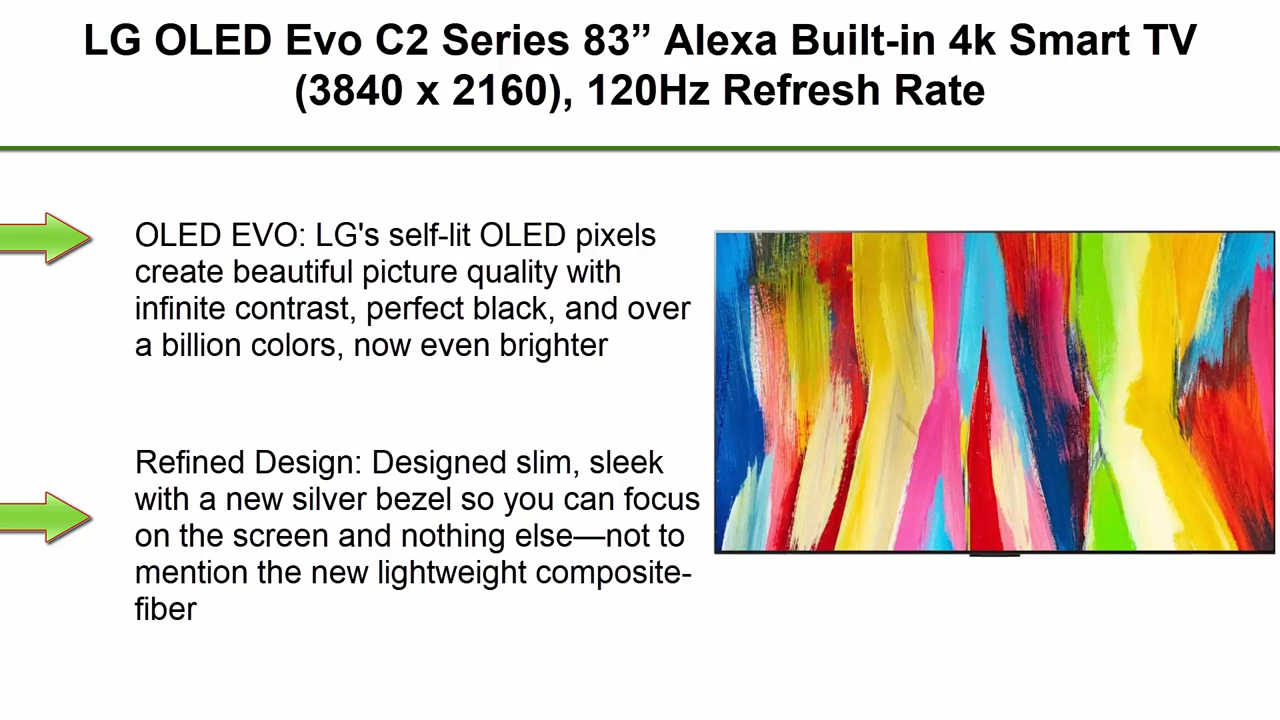 LG OLED Evo C2 Series 83” Alexa Built-in 4k Smart TV
(3840 x 2160), 120Hz Refresh Rate
OLED EVO: LG's self-lit OLED pixels
create beautiful picture quality with
infinite contrast, perfect black, and over
a billion colors, now even brighter
Refined Design: Designed slim, sleek
with a new silver bezel so you can focus
on the screen and nothing else—not to
mention the new lightweight composite-
fiber